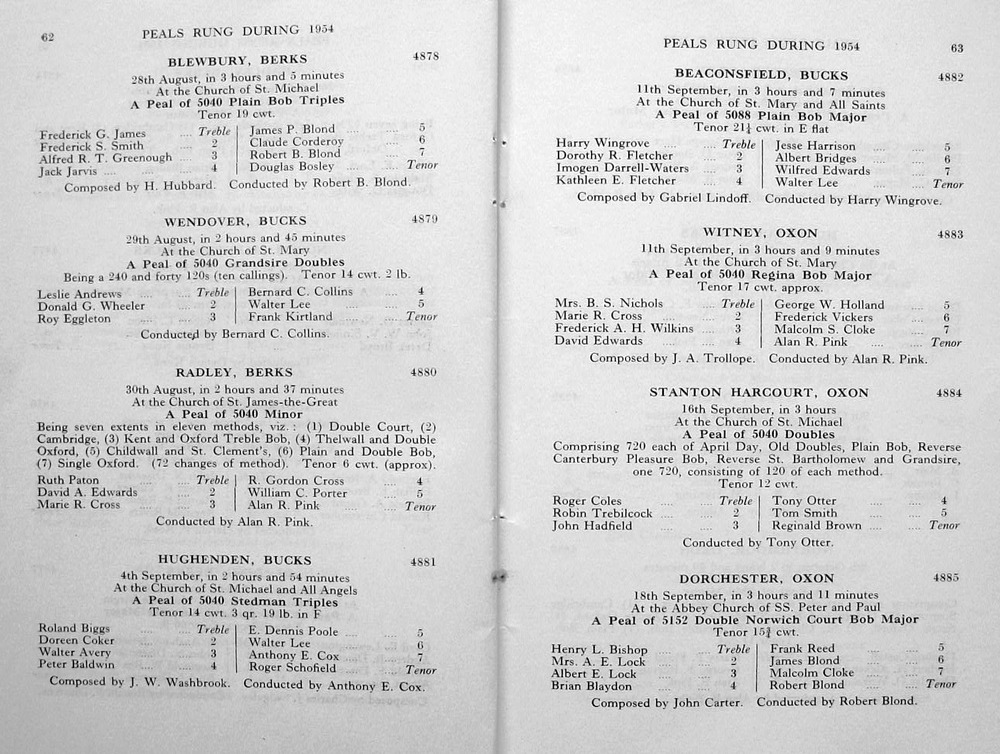 62
PEALS RUNG DURING 1954
BLEWBURY, BERKS 4878
28th August, in 3 hours and 5 minutes
At the Church of St. Michael
A Peal of 5040 Plain Bob Triples
Tenor 19 cwt.
Frederick G. James .... Treble | James P. Blond .... .... 5
Frederick S. Smith .... 2 | Claude Corderoy .... 6
Alfred R. T. Greenough .... 3 | Robert B. Blond .... 7
Jack Jarvis .... .... 4 | Douglas Bosley .... .... Tenor
Composed by H. Hubbard. Conducted by Robert B. Blond.
WENDOVER, BUCKS 4879
29th August, in 2 hours and 45 minutes
At the Church of St. Mary
A Peal of 5040 Grandsire Doubles
Being a 240 and forty 120s (ten callings). Tenor 14 cwt. 2 lb.
Leslie Andrews .... .... Treble | Bernard C. Collins .... 4
Donald G. Wheeler .... 2 | Walter Lee .... .... 5
Roy Eggleton .... .... 3 | Frank Kirtland .... .... Tenor
Conducted by Bernard C. Collins.
RADLEY, BERKS 4880
30th August, in 2 hours and 37 minutes
At the Church of St. James-the-Great
A Peal of 5040 Minor
Being seven extents in eleven methods, viz. : (1) Double Court, (2)
Cambridge, (3) Kent and Oxford Treble Bob, (4) Thelwall and Double
Oxford, (5) Childwall and St. Clement's, (6) Plain and Double Bob,
(7) Single Oxford. (72 changes of method). Tenor 6 cwt. (approx).
Ruth Paton .... .... Treble | R. Gordon Cross .... 4
David A. Edwards .... 2 | William C. Porter .... 5
Marie R. Cross .... .... 3 | Alan R. Pink .... .... Tenor
Conducted by Alan R. Pink.
HUGHENDEN, BUCKS 4881
4th September, in 2 hours and 54 minutes
At the Church of St. Michael and All Angels
A Peal of 5040 Stedman Triples
Tenor 14 cwt. 3 qr. 19 lb. in F
Roland Biggs .... .... Treble | E. Dennis Poole .... .... 5
Doreen Coker .... .... 2 | Walter Lee .... .... 6
Walter Avery .... .... 3 | Anthony E. Cox .... .... 7
Peter Baldwin .... .... 4 | Roger Schofield .... .... Tenor
Composed by J. W. Washbrook. Conducted by Anthony E. Cox.
PEALS RUNG DURING 1954
63
BEACONSFIELD, BUCKS 4882
11th September, in 3 hours and 7 minutes
At the Church of St. Mary and All Saints
A Peal of 5088 Plain Bob Major
Tenor 21¼ cwt. in E flat
Harry Wingrove .... .... Treble | Jesse Harrison .... .... 5
Dorothy R. Fletcher .... 2 | Albert Bridges .... .... 6
Imogen Darrell-Waters .... 3 | Wilfred Edwards .... 7
Kathleen E. Fletcher .... 4 | Walter Lee .... .... Tenor
Composed by Gabriel Lindoff. Conducted by Harry Wingrove.
WITNEY, OXON 4883
11th September, in 3 hours and 9 minutes
At the Church of St. Mary
A Peal of 5040 Regina Bob Major
Tenor 17 cwt. approx.
Mrs. B. S. Nichols .... Treble | George W. Holland .... 5
Marie R. Cross .... .... 2 | Frederick Vickers .... 6
Frederick A. H. Wilkins .... 3 | Malcolm S. Cloke .... 7
David Edwards .... .... 4 | Alan R. Pink .... .... Tenor
Composed by J. A. Trollope. Conducted by Alan R. Pink.
STANTON HARCOURT, OXON 4884
16th September, in 3 hours
At the Church of St. Michael
A Peal of 5040 Doubles
Comprising 720 each of April Day, Old Doubles, Plain Bob, Reverse
Canterbury Pleasure Bob, Reverse St. Bartholomew and Grandsire,
one 720, consisting of 120 of each method.
Tenor 12 cwt.
Roger Coles .... .... Treble | Tony Otter .... .... 4
Robin Trebilcock .... .... 2 | Tom Smith .... .... 5
John Hadfield .... .... 3 | Reginald Brown .... .... Tenor
Conducted by Tony Otter.
DORCHESTER, OXON 4885
18th September, in 3 hours and 11 minutes
At the Abbey Church of SS. Peter and Paul
A Peal of 5152 Double Norwich Court Bob Major
Tenor 15¾ cwt.
Henry L. Bishop .... Treble | Frank Reed .... .... 5
Mrs. A. E. Lock .... .... 2 | James Blond .... .... 6
Albert E. Lock .... .... 3 | Malcolm Cloke .... .... 7
Brian Blaydon .... .... 4 | Robert Blond .... .... Tenor
Composed by John Carter. Conducted by Robert Blond.